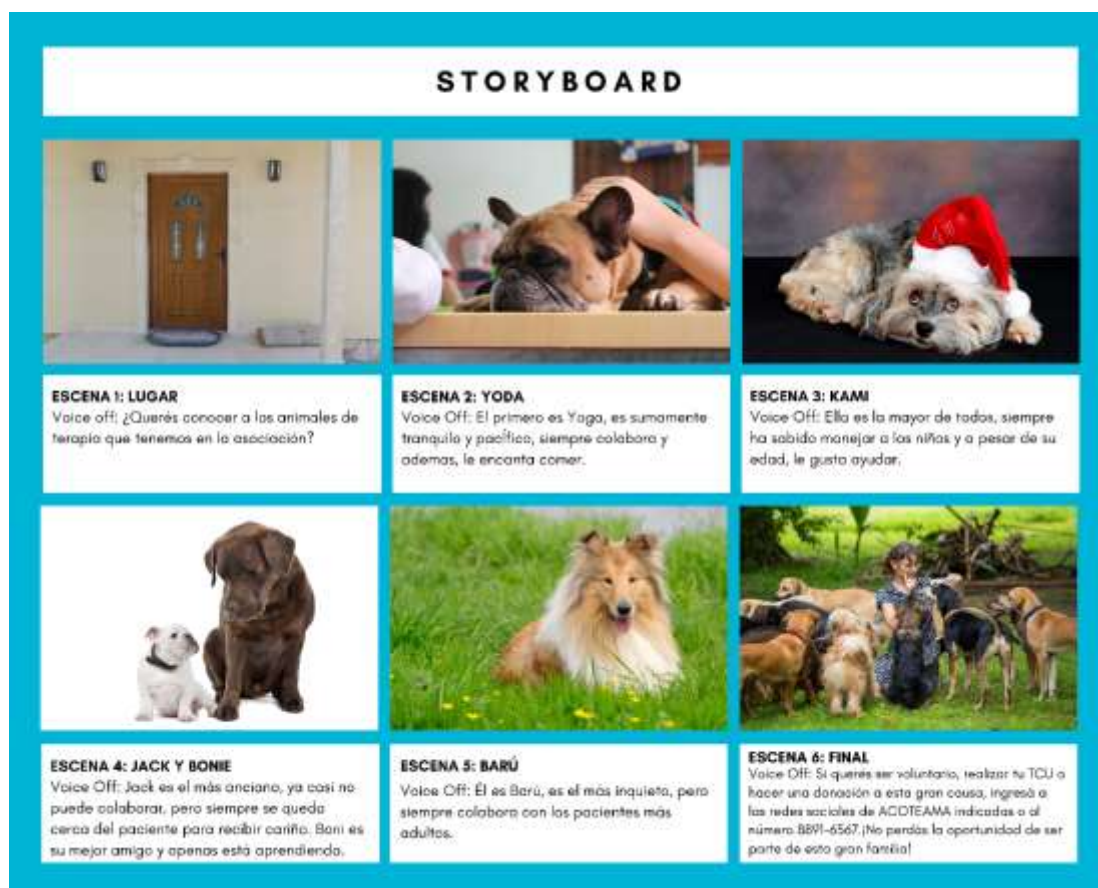 STORYBOARD
ESCENA 1: LUGAR
Voice off: ¿Querés conocer a los animales de
terapia que tenemos en la asociación?
ESCENA 2: YODA
Voice Off: El primero es Yoga, es sumamente
tranquilo y pacífico, siempre colabora y
ademas, le encanta comer.
ESCENA 3: KAMI
Voice Off: Ella es la mayor de todos, siempre
ha sabido manejar a los niños y a pesar de su
edad, le gusta ayudar.
ESCENA 4: JACK Y BONIE
Voice Off: Jack es el más anciano, ya casi no
puede colaborar, pero siempre se queda
cerca del paciente para recibir cariño. Boni es
su mejor amigo y apenas está aprendiendo.
ESCENA 5: BARÚ
Voice Off: Él es Barú, es el más inquieto, pero
siempre colabora con los pacientes más
adultos.
ESCENA 6: FINAL
Voice Off: Si querés ser voluntario, realizar tu TCU o
hacer una donación a esta gran causa, ingresá a
las redes sociales de ACOTEAMA indicadas o al
número 8891-6567.¡No perdás la oportunidad de ser
parte de esta gran familia!